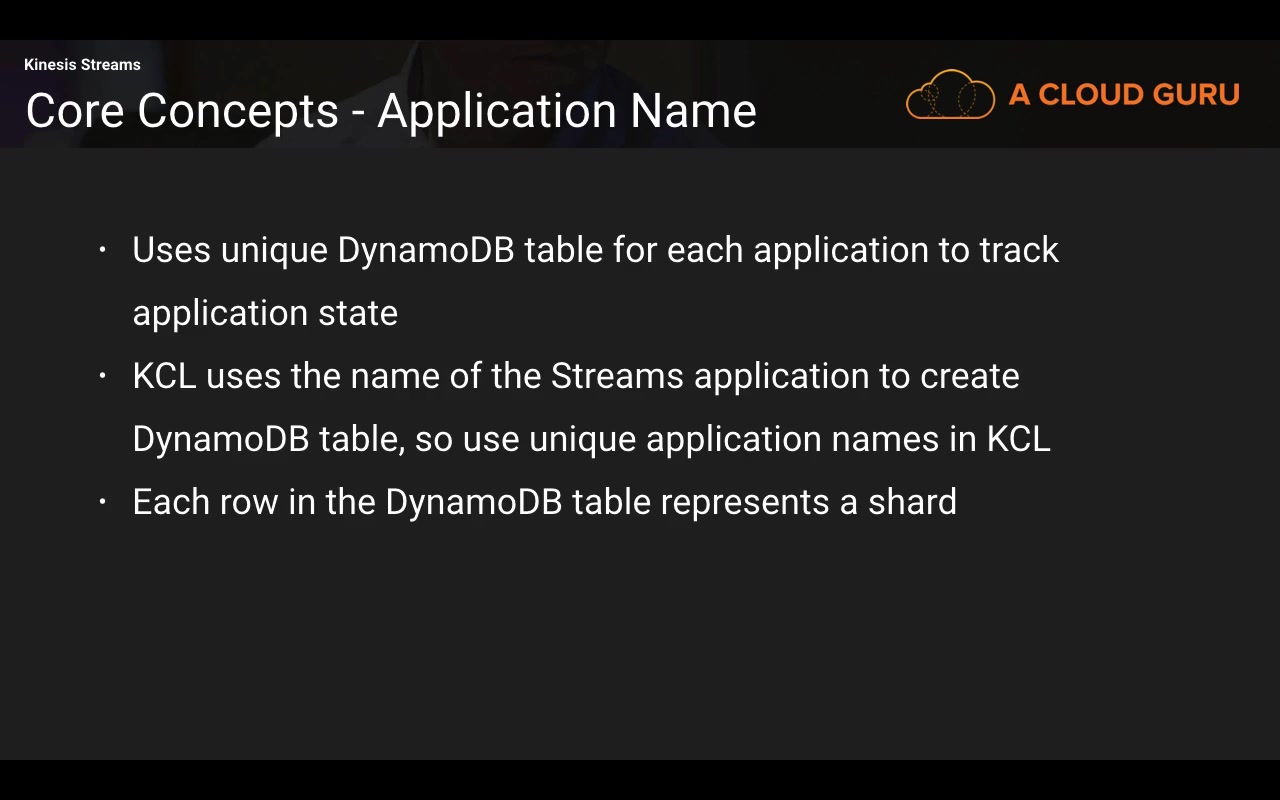 Kinesis Streams
Core Concepts - Application Name
A CLOUD GURU
· Uses unique DynamoDB table for each application to track
application state
· KCL uses the name of the Streams application to create
DynamoDB table, so use unique application names in KCL
· Each row in the DynamoDB table represents a shard